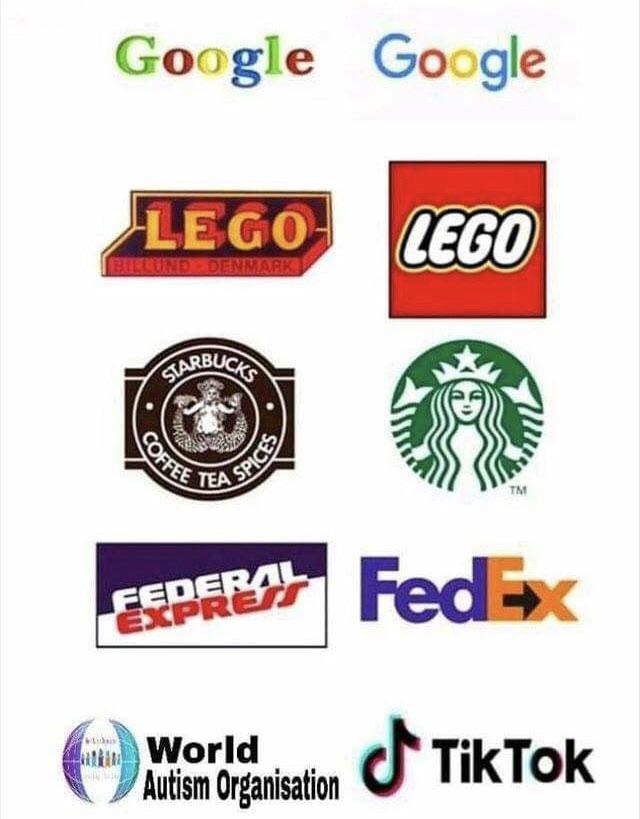 Google Google
LEGO
BILLUND - DENMARK
LEGO
STARBUCKS
COFFEE TEA SPICES
TM
FEDERAL
EXPRESS
FedEx
World
Autism Organisation
TikTok